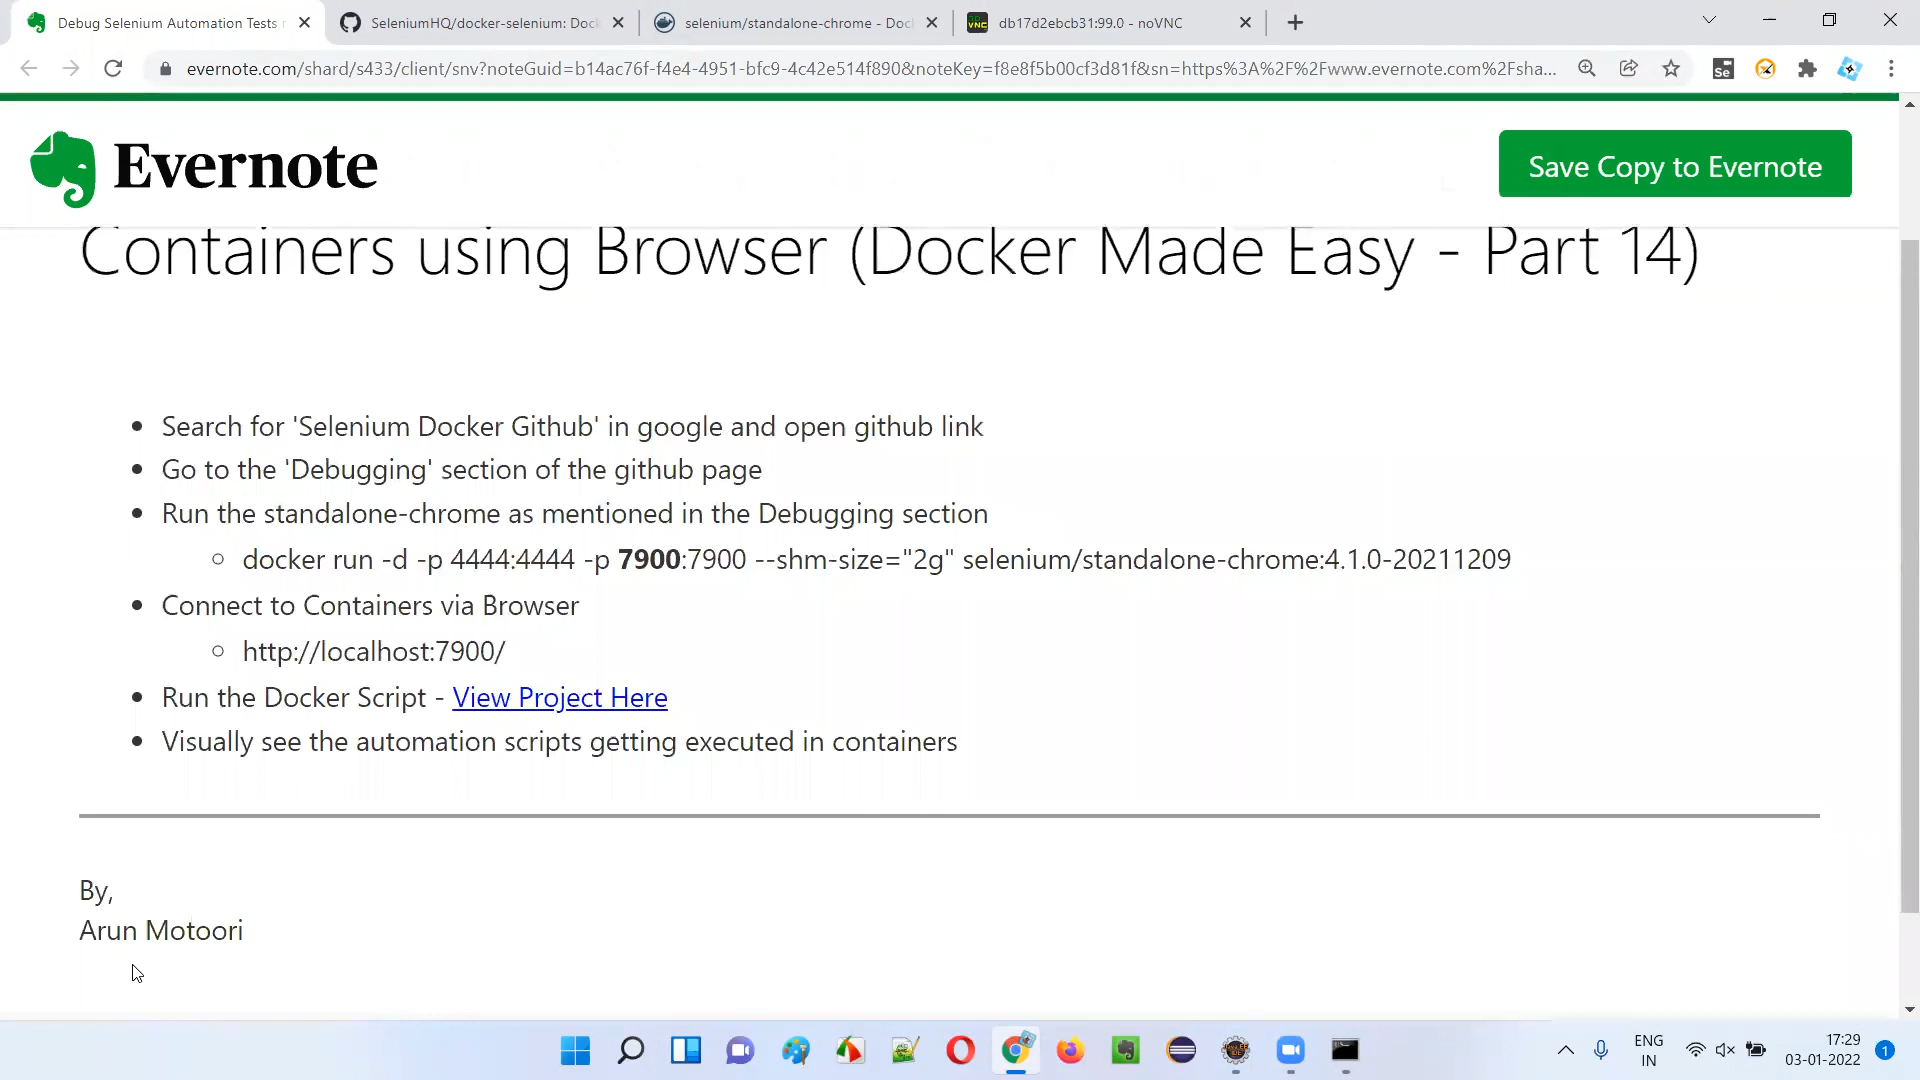 Debug Selenium Automation Tests
SeleniumHQ/docker-selenium: Doc
selenium/standalone-chrome - Doc
db17d2ebcb31:99.0 - noVNC
evernote.com/shard/s433/client/snv?noteGuid=b14ac76f-f4e4-4951-bfc9-4c42e514f890&noteKey=f8e8f5b00cf3d81f&sn=https%3A%2F%2Fwww.evernote.com%2Fsha...
Evernote
Save Copy to Evernote
Containers using Browser (Docker Made Easy - Part 14)
Search for 'Selenium Docker Github' in google and open github link
Go to the 'Debugging' section of the github page
Run the standalone-chrome as mentioned in the Debugging section
docker run -d -p 4444:4444 -p 7900:7900 --shm-size="2g" selenium/standalone-chrome:4.1.0-20211209
Connect to Containers via Browser
http://localhost:7900/
Run the Docker Script - View Project Here
Visually see the automation scripts getting executed in containers
By,
Arun Motoori
ENG
IN
17:29
03-01-2022
1